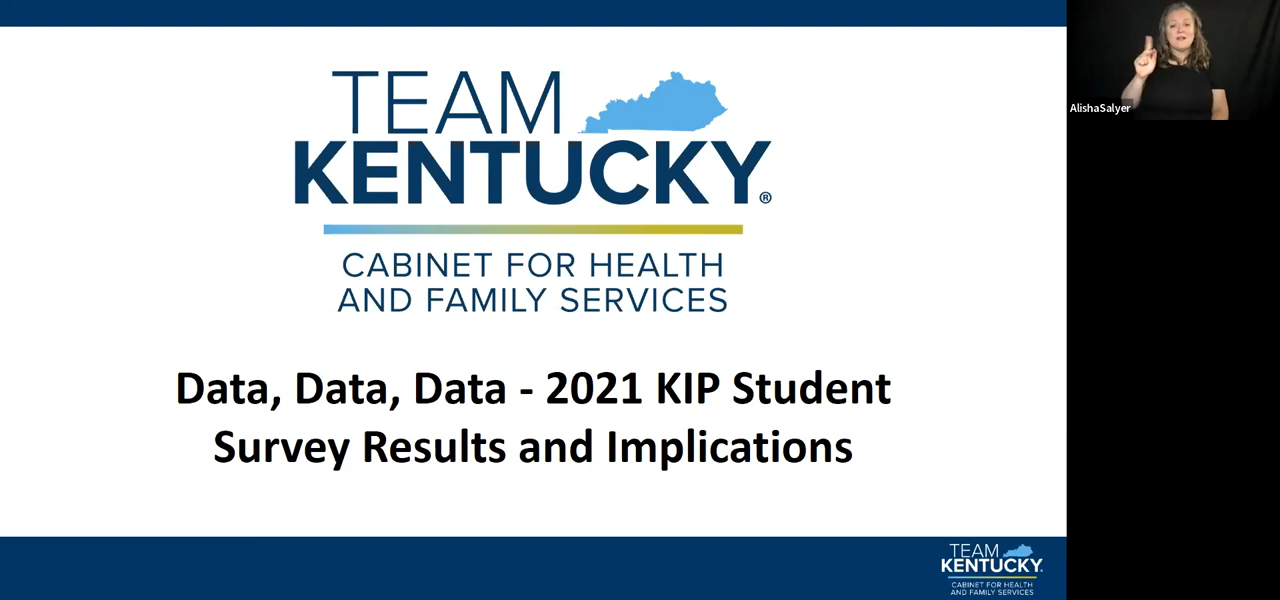 TEAM
KENTUCKY®
CABINET FOR HEALTH
AND FAMILY SERVICES
Data, Data, Data - 2021 KIP Student
Survey Results and Implications
AlishaSalyer
TEAM
KENTUCKY®
CABINET FOR HEALTH
AND FAMILY SERVICES